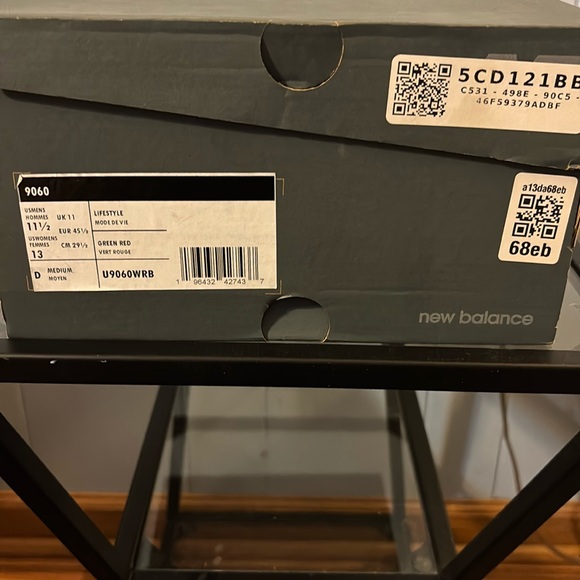 5CD121BB
C531 - 498E - 90C5 -
46F59379ADBF
a13da68eb
68eb
9060
USMENS
HOMMES
11½
UK 11
EUR 45½
USWOMENS
FEMMES
13
CM 29½
D MEDIUM
MOYEN
LIFESTYLE
MODE DE VIE
GREEN RED
VERT ROUGE
U9060WRB
1 96432 42743 7
new balance